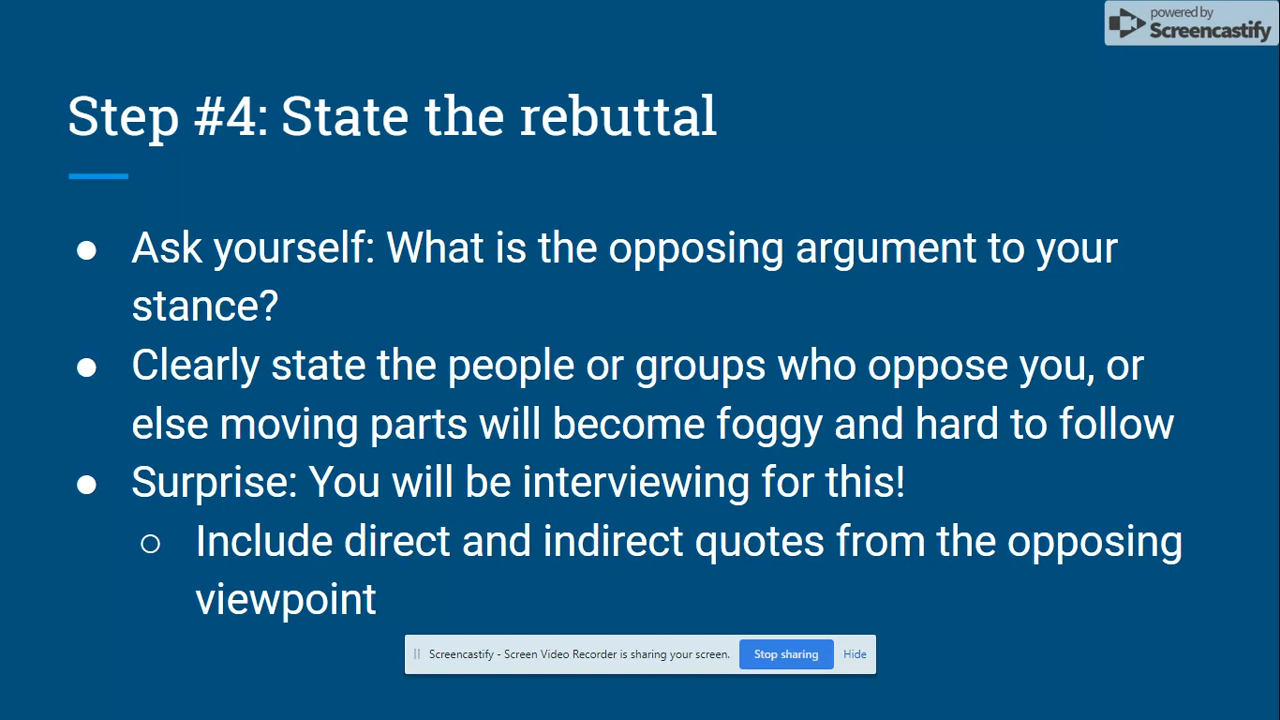 powered by
Screencastify
Step #4: State the rebuttal
● Ask yourself: What is the opposing argument to your
stance?
● Clearly state the people or groups who oppose you, or
else moving parts will become foggy and hard to follow
● Surprise: You will be interviewing for this!
○ Include direct and indirect quotes from the opposing
viewpoint
Screencastify - Screen Video Recorder is sharing your screen. Stop sharing Hide